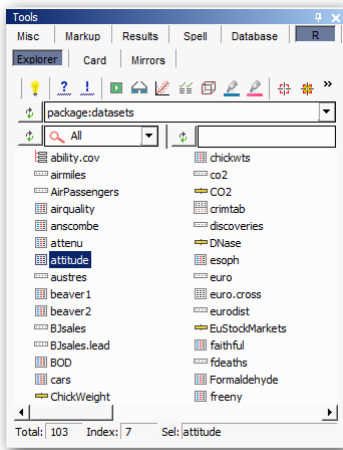 Tools
Misc Markup Results Spell Database R
Explorer Card Mirrors
package:datasets
All
ability.cov
airmiles
AirPassengers
airquality
anscombe
attenu
attitude
austres
beaver1
beaver2
BJsales
BJsales.lead
BOD
cars
ChickWeight
chickwts
co2
CO2
crimtab
discoveries
DNase
esoph
euro
euro.cross
eurodist
EuStockMarkets
faithful
fdeaths
Formaldehyde
freeny
Total: 103 Index: 7 Sel: attitude